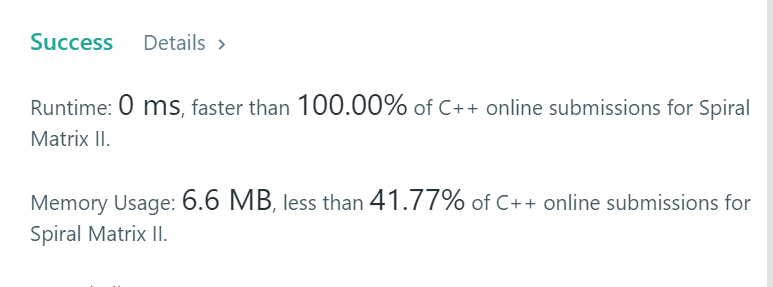 Success Details >
Runtime: 0 ms, faster than 100.00% of C++ online submissions for Spiral
Matrix II.
Memory Usage: 6.6 MB, less than 41.77% of C++ online submissions for
Spiral Matrix II.